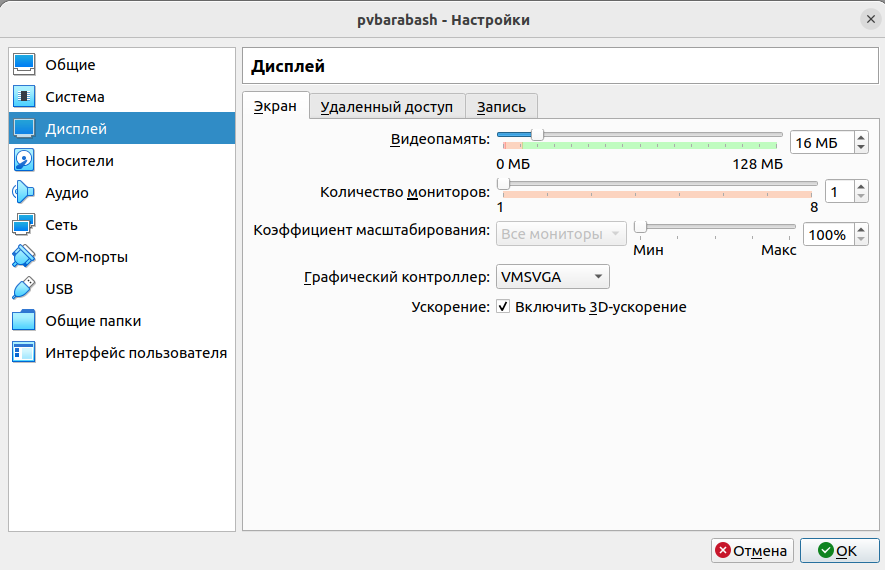 pvbarabash - Настройки
Общие
Система
Дисплей
Носители
Аудио
Сеть
COM-порты
USB
Общие папки
Интерфейс пользователя
Дисплей
Экран
Удаленный доступ
Запись
Видеопамять:
16 МБ
0 МБ
128 МБ
Количество мониторов:
1
1
8
Коэффициент масштабирования:
Все мониторы
100%
Мин
Макс
Графический контроллер:
VMSVGA
Ускорение:
Включить 3D-ускорение
Отмена
OK